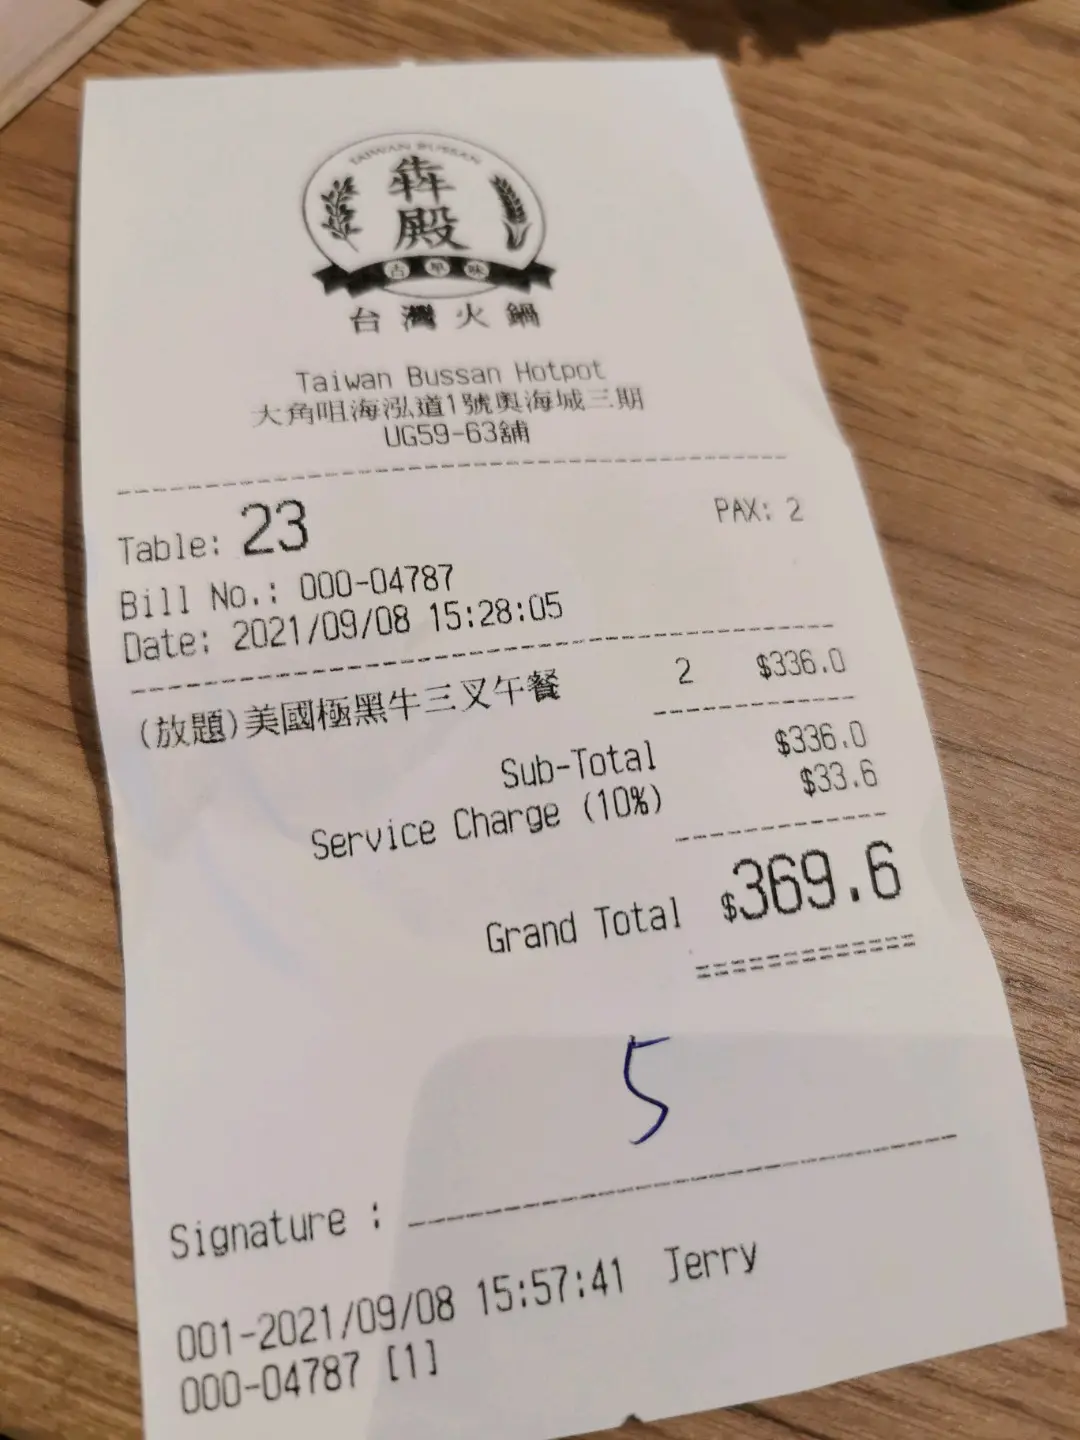 TAIWAN BUSSAN
犇殿
古早味
台灣火鍋
Taiwan Bussan Hotpot
大角咀海泓道1號奧海城三期
UG59-63舖
Table: 23 PAX: 2
Bill No.: 000-04787
Date: 2021/09/08 15:28:05
(放題)美國極黑牛三叉午餐 2 $336.0
Sub-Total $336.0
Service Charge (10%) $33.6
Grand Total $369.6
5
Signature :
001-2021/09/08 15:57:41 Jerry
000-04787 [1]